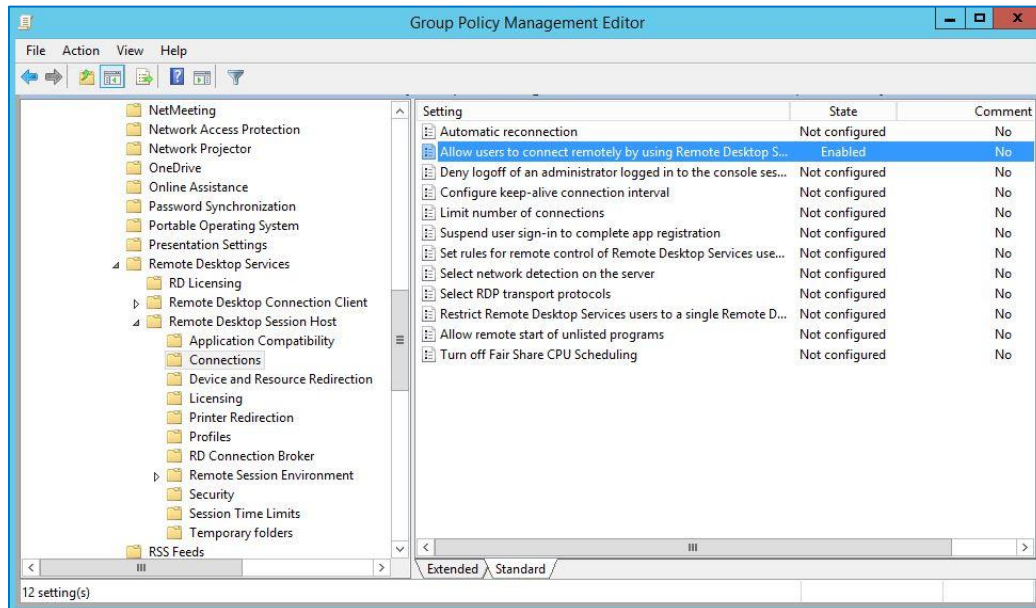 Group Policy Management Editor
File Action View Help
NetMeeting
Network Access Protection
Network Projector
OneDrive
Online Assistance
Password Synchronization
Portable Operating System
Presentation Settings
Remote Desktop Services
RD Licensing
Remote Desktop Connection Client
Remote Desktop Session Host
Application Compatibility
Connections
Device and Resource Redirection
Licensing
Printer Redirection
Profiles
RD Connection Broker
Remote Session Environment
Security
Session Time Limits
Temporary folders
RSS Feeds
Setting State Comment
Automatic reconnection Not configured No
Allow users to connect remotely by using Remote Desktop S... Enabled No
Deny logoff of an administrator logged in to the console ses... Not configured No
Configure keep-alive connection interval Not configured No
Limit number of connections Not configured No
Suspend user sign-in to complete app registration Not configured No
Set rules for remote control of Remote Desktop Services use... Not configured No
Select network detection on the server Not configured No
Select RDP transport protocols Not configured No
Restrict Remote Desktop Services users to a single Remote D... Not configured No
Allow remote start of unlisted programs Not configured No
Turn off Fair Share CPU Scheduling Not configured No
Extended Standard
12 setting(s)